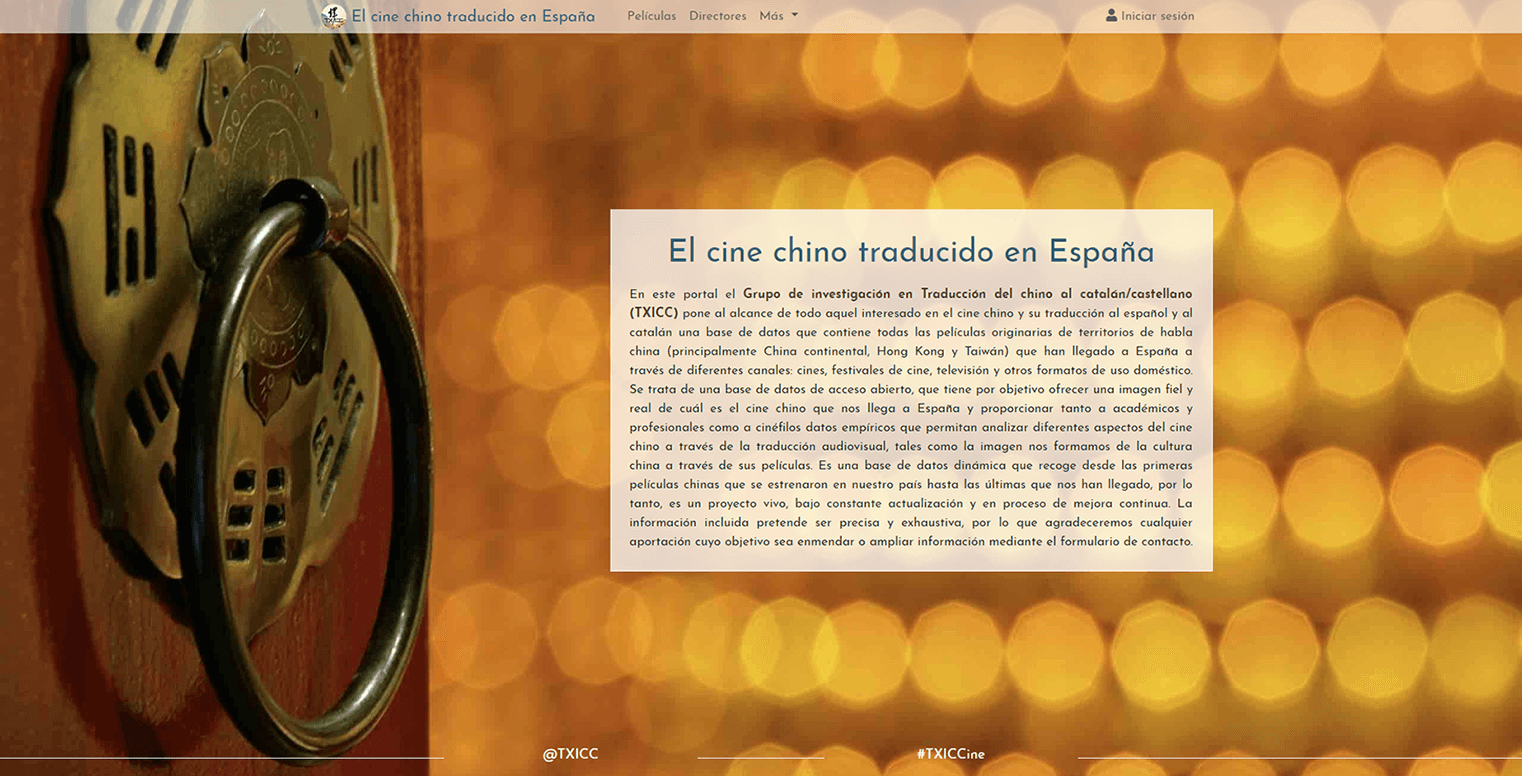 El cine chino traducido en España Películas Directores Más Iniciar sesión
El cine chino traducido en España
En este portal el Grupo de investigación en Traducción del chino al catalán/castellano
(TXICC) pone al alcance de todo aquel interesado en el cine chino y su traducción al español y al
catalán una base de datos que contiene todas las películas originarias de territorios de habla
china (principalmente China continental, Hong Kong y Taiwán) que han llegado a España a
través de diferentes canales: cines, festivales de cine, televisión y otros formatos de uso doméstico.
Se trata de una base de datos de acceso abierto, que tiene por objetivo ofrecer una imagen fiel y
real de cuál es el cine chino que nos llega a España y proporcionar tanto a académicos y
profesionales como a cinéfilos datos empíricos que permitan analizar diferentes aspectos del cine
chino a través de la traducción audiovisual, tales como la imagen nos formamos de la cultura
china a través de sus películas. Es una base de datos dinámica que recoge desde las primeras
películas chinas que se estrenaron en nuestro país hasta las últimas que nos han llegado, por lo
tanto, es un proyecto vivo, bajo constante actualización y en proceso de mejora continua. La
información incluida pretende ser precisa y exhaustiva, por lo que agradeceremos cualquier
aportación cuyo objetivo sea enmendar o ampliar información mediante el formulario de contacto.
@TXICC #TXICCine